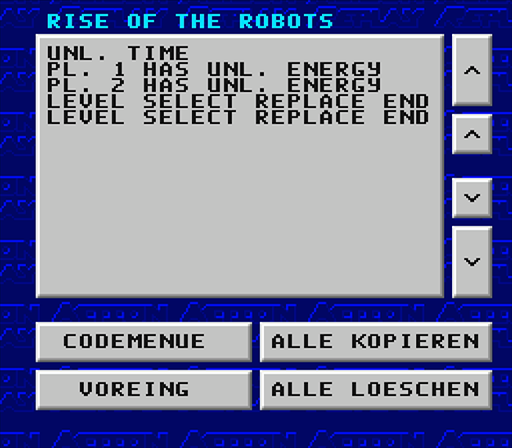 RISE OF THE ROBOTS
UNL. TIME
PL. 1 HAS UNL. ENERGY
PL. 2 HAS UNL. ENERGY
LEVEL SELECT REPLACE END
LEVEL SELECT REPLACE END
CODEMENUE
ALLE KOPIEREN
VOREING
ALLE LOESCHEN